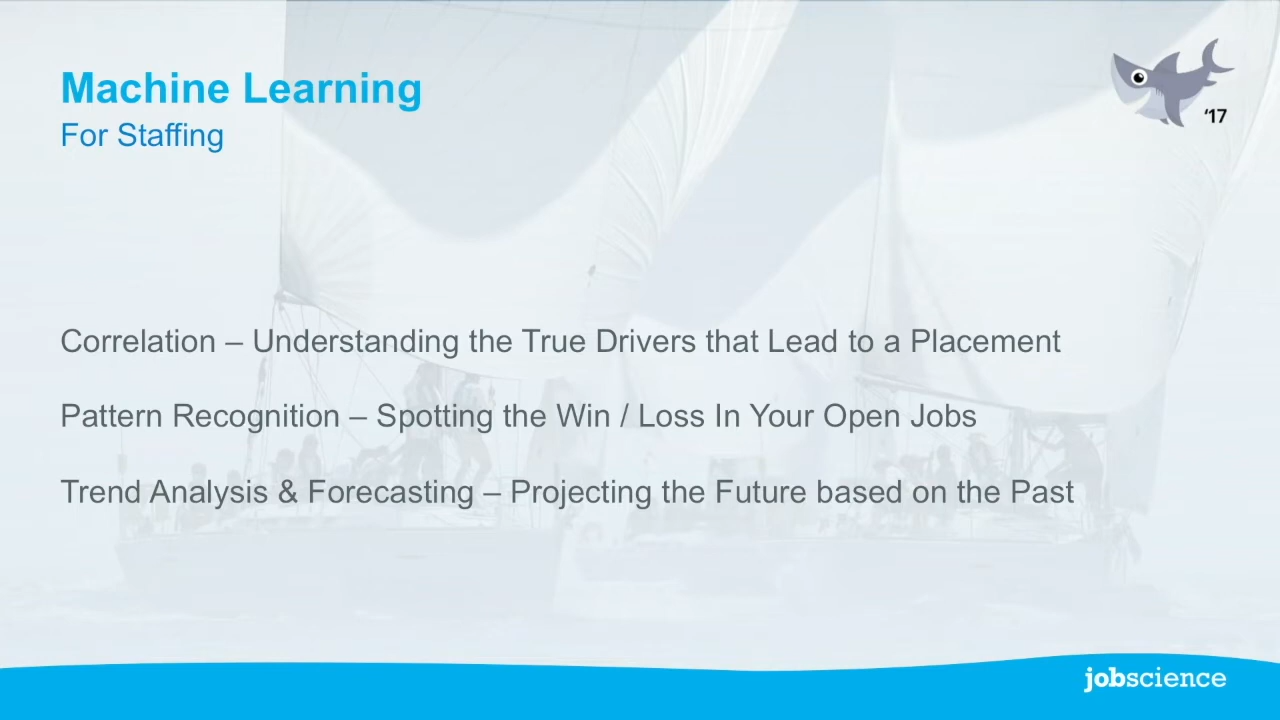 Machine Learning
For Staffing
‘17
Correlation – Understanding the True Drivers that Lead to a Placement
Pattern Recognition – Spotting the Win / Loss In Your Open Jobs
Trend Analysis & Forecasting – Projecting the Future based on the Past
jobscience